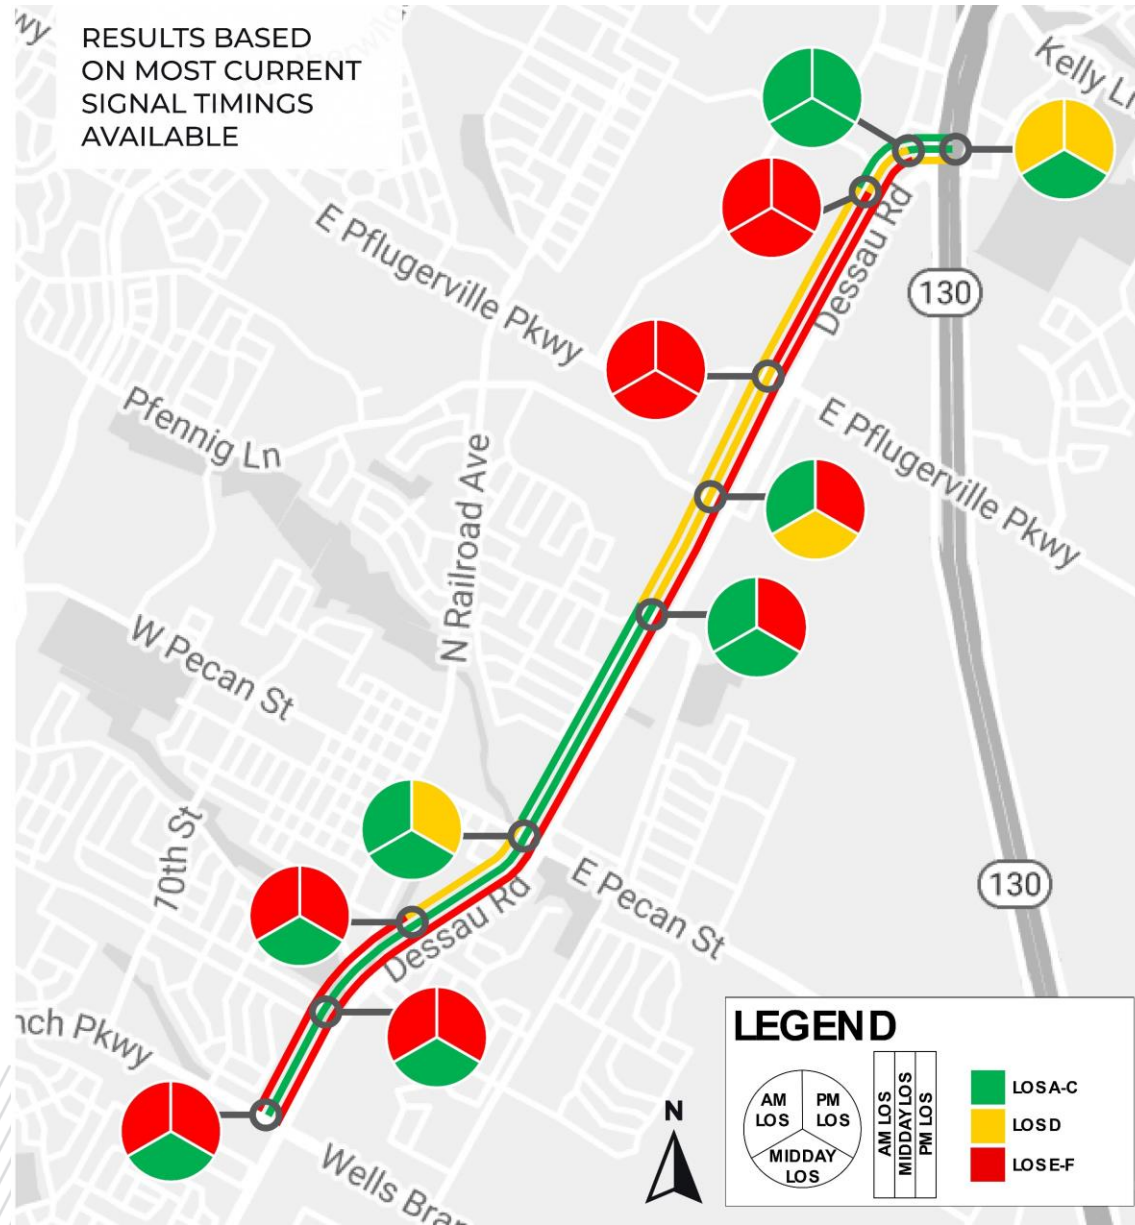 RESULTS BASED
ON MOST CURRENT
SIGNAL TIMINGS
AVAILABLE
Kelly Ln
E Pflugerville Pkwy
Dessau Rd
130
Pfennig Ln
E Pflugerville Pkwy
N Railroad Ave
W Pecan St
10th St
Dessau Rd
E Pecan St
130
nch Pkwy
Wells Bran
N
LEGEND
AM
LOS
PM
LOS
MIDDAY
LOS
AM LOS
MIDDAY LOS
PM LOS
LOS A-C
LOS D
LOS E-F